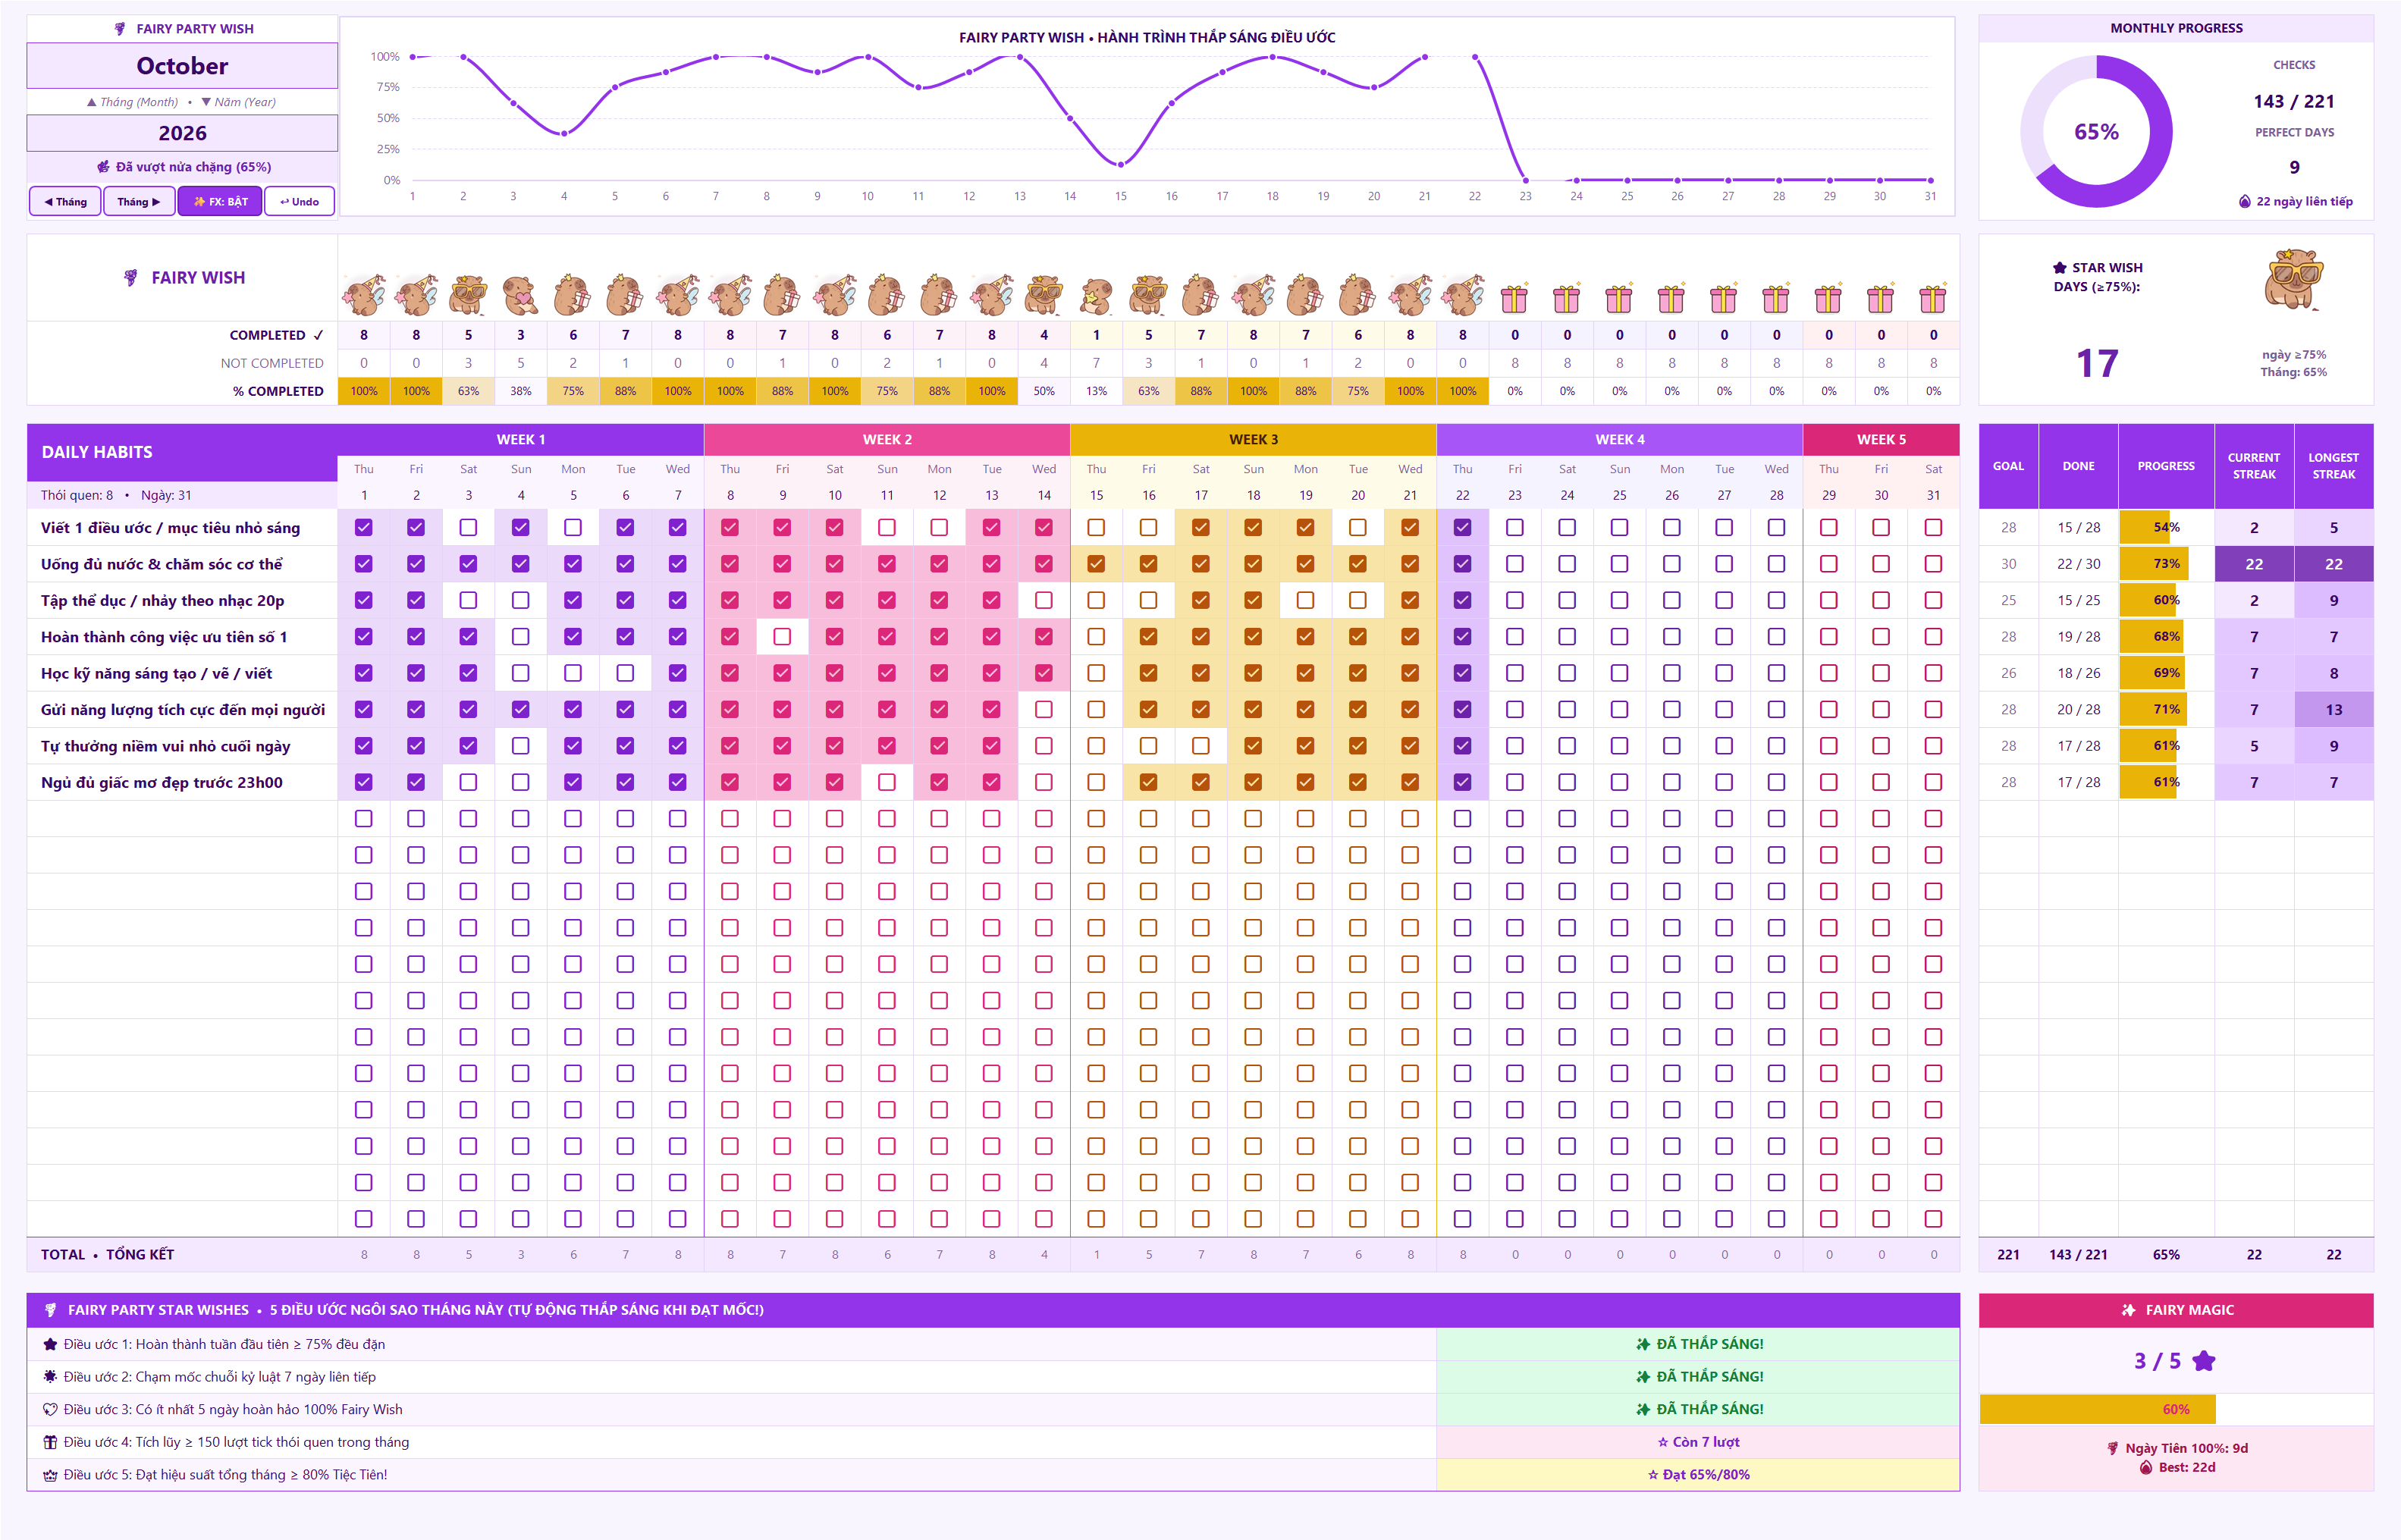 FAIRY PARTY WISH
October
▲ Tháng (Month) • ▼ Năm (Year)
2026
Đã vượt nửa chặng (65%)
◀ Tháng Tháng ▶ FX: BẬT ↩ Undo
FAIRY PARTY WISH • HÀNH TRÌNH THẮP SÁNG ĐIỀU ƯỚC
100%
75%
50%
25%
0%
1 2 3 4 5 6 7 8 9 10 11 12 13 14 15 16 17 18 19 20 21 22 23 24 25 26 27 28 29 30 31
MONTHLY PROGRESS
65%
CHECKS
143 / 221
PERFECT DAYS
9
22 ngày liên tiếp
FAIRY WISH
COMPLETED ✓ 8 8 5 3 6 7 8 8 7 8 6 7 8 4 1 5 7 8 7 6 8 8 0 0 0 0 0 0 0 0 0
NOT COMPLETED 0 0 3 5 2 1 0 0 1 0 2 1 0 4 7 3 1 0 1 2 0 0 8 8 8 8 8 8 8 8 8
% COMPLETED 100% 100% 63% 38% 75% 88% 100% 100% 88% 100% 75% 88% 100% 50% 13% 63% 88% 100% 88% 75% 100% 100% 0% 0% 0% 0% 0% 0% 0% 0% 0%
STAR WISH
DAYS (≥75%):
17
ngày ≥75%
Tháng: 65%
DAILY HABITS WEEK 1 WEEK 2 WEEK 3 WEEK 4 WEEK 5
Thu Fri Sat Sun Mon Tue Wed Thu Fri Sat Sun Mon Tue Wed Thu Fri Sat Sun Mon Tue Wed Thu Fri Sat Sun Mon Tue Wed Thu Fri Sat
Thói quen: 8 • Ngày: 31 1 2 3 4 5 6 7 8 9 10 11 12 13 14 15 16 17 18 19 20 21 22 23 24 25 26 27 28 29 30 31
GOAL DONE PROGRESS CURRENT STREAK LONGEST STREAK
Viết 1 điều ước / mục tiêu nhỏ sáng 28 15 / 28 54% 2 5
Uống đủ nước & chăm sóc cơ thể 30 22 / 30 73% 22 22
Tập thể dục / nhảy theo nhạc 20p 25 15 / 25 60% 2 9
Hoàn thành công việc ưu tiên số 1 28 19 / 28 68% 7 7
Học kỹ năng sáng tạo / vẽ / viết 26 18 / 26 69% 7 8
Gửi năng lượng tích cực đến mọi người 28 20 / 28 71% 7 13
Tự thưởng niềm vui nhỏ cuối ngày 28 17 / 28 61% 5 9
Ngủ đủ giấc mơ đẹp trước 23h00 28 17 / 28 61% 7 7
TOTAL • TỔNG KẾT 8 8 5 3 6 7 8 8 7 8 6 7 8 4 1 5 7 8 7 6 8 8 0 0 0 0 0 0 0 0 0 221 143 / 221 65% 22 22
FAIRY PARTY STAR WISHES • 5 ĐIỀU ƯỚC NGÔI SAO THÁNG NÀY (TỰ ĐỘNG THẮP SÁNG KHI ĐẠT MỐC!)
Điều ước 1: Hoàn thành tuần đầu tiên ≥ 75% đều đặn ĐÃ THẮP SÁNG!
Điều ước 2: Chạm mốc chuỗi kỷ luật 7 ngày liên tiếp ĐÃ THẮP SÁNG!
Điều ước 3: Có ít nhất 5 ngày hoàn hảo 100% Fairy Wish ĐÃ THẮP SÁNG!
Điều ước 4: Tích lũy ≥ 150 lượt tick thói quen trong tháng ☆ Còn 7 lượt
Điều ước 5: Đạt hiệu suất tổng tháng ≥ 80% Tiệc Tiên! ☆ Đạt 65%/80%
FAIRY MAGIC
3 / 5
60%
Ngày Tiên 100%: 9d
Best: 22d